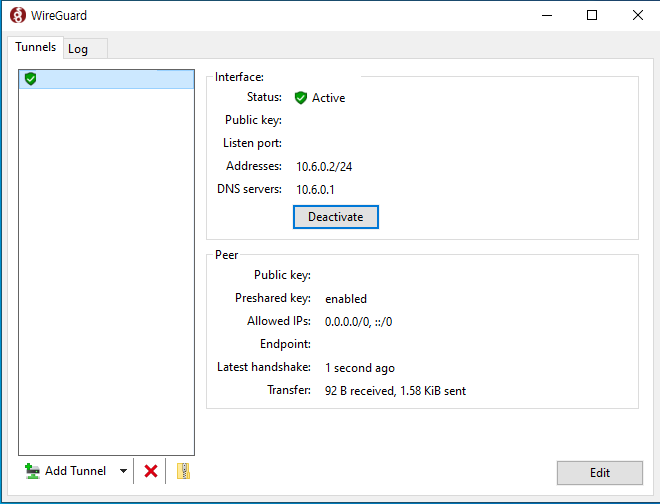 WireGuard
Tunnels
Log
Interface:
Status: Active
Public key:
Listen port:
Addresses: 10.6.0.2/24
DNS servers: 10.6.0.1
Deactivate
Peer
Public key:
Preshared key: enabled
Allowed IPs: 0.0.0.0/0, ::/0
Endpoint:
Latest handshake: 1 second ago
Transfer: 92 B received, 1.58 KiB sent
Add Tunnel
Edit